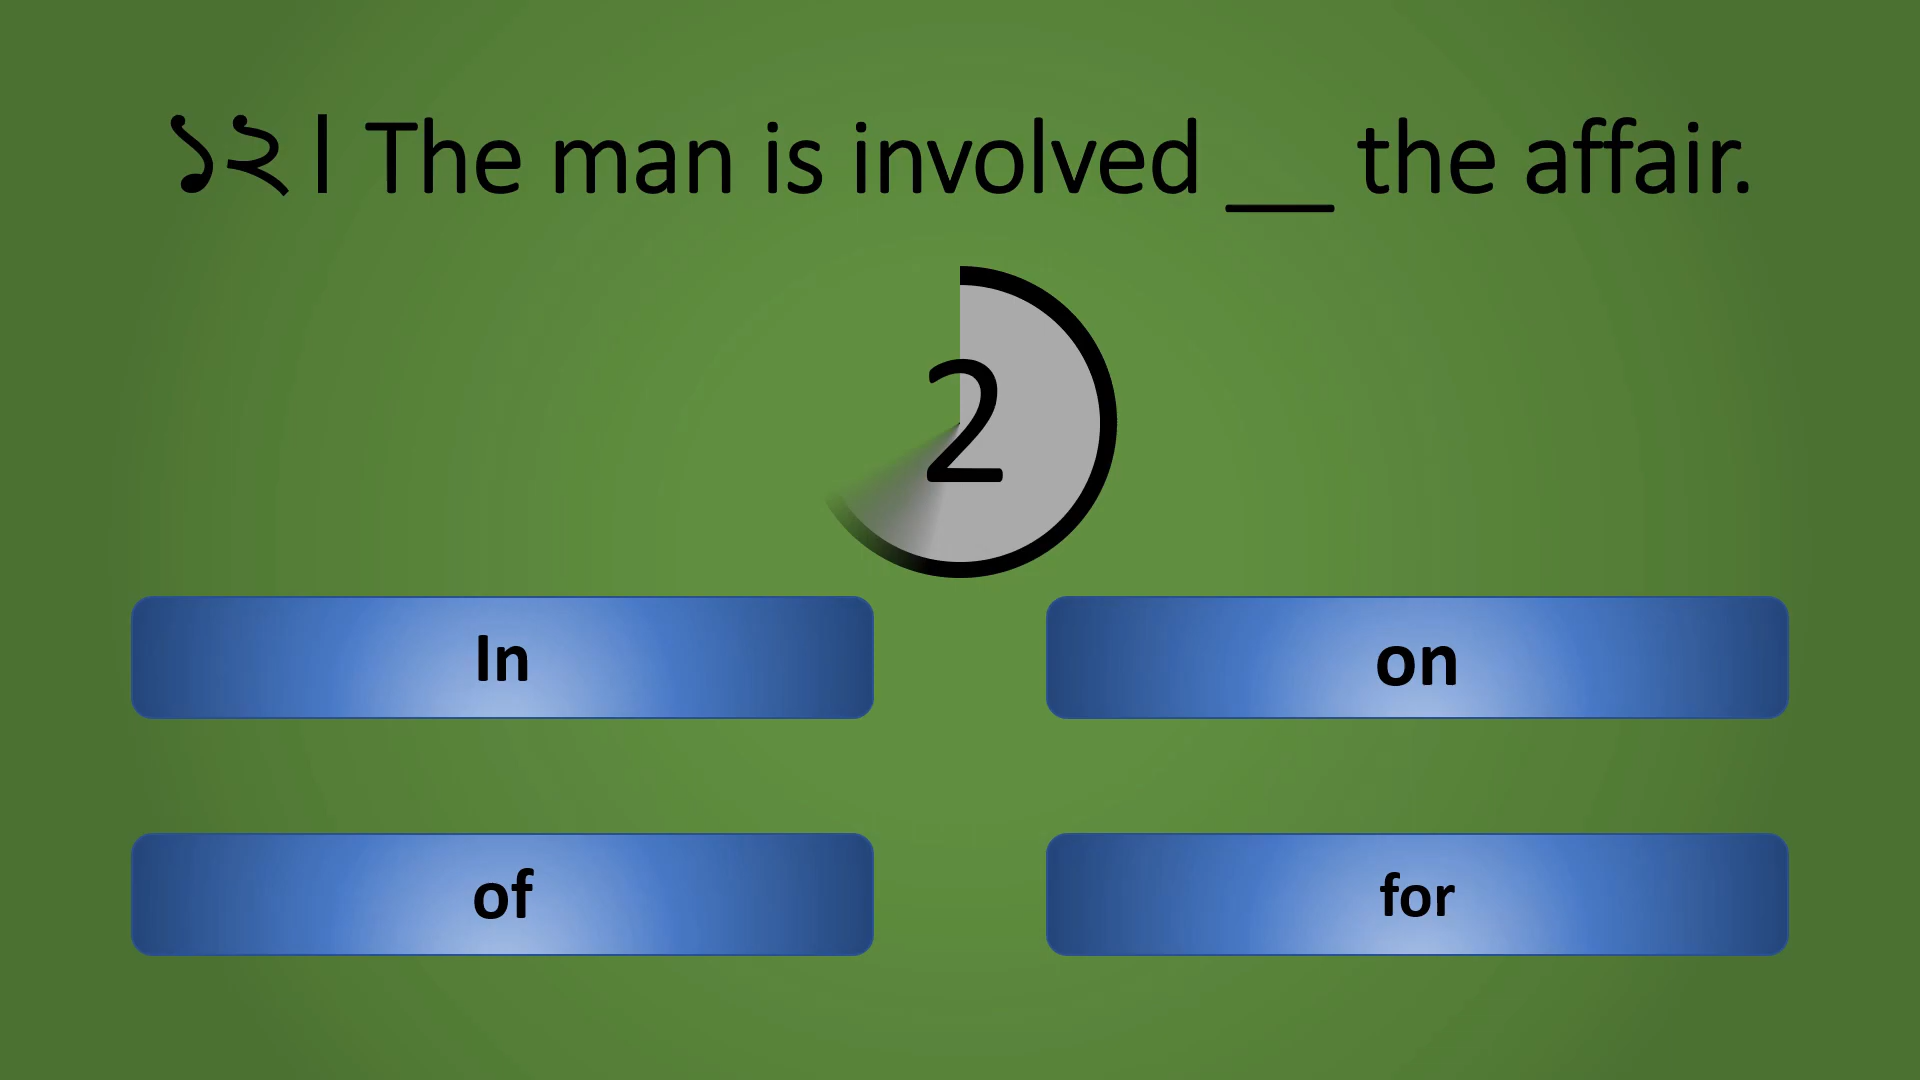 ১২। The man is involved __ the affair.
2
In
on
of
for